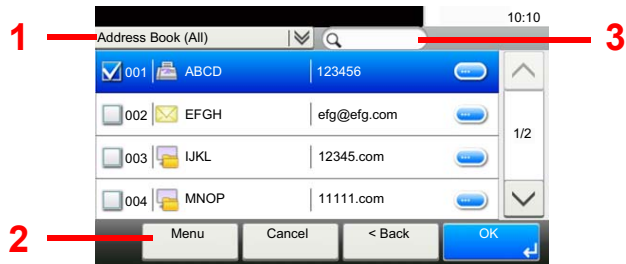 10:10
1 Address Book (All) 3
001 ABCD 123456
002 EFGH efg@efg.com
1/2
003 IJKL 12345.com
004 MNOP 11111.com
2 Menu Cancel < Back OK